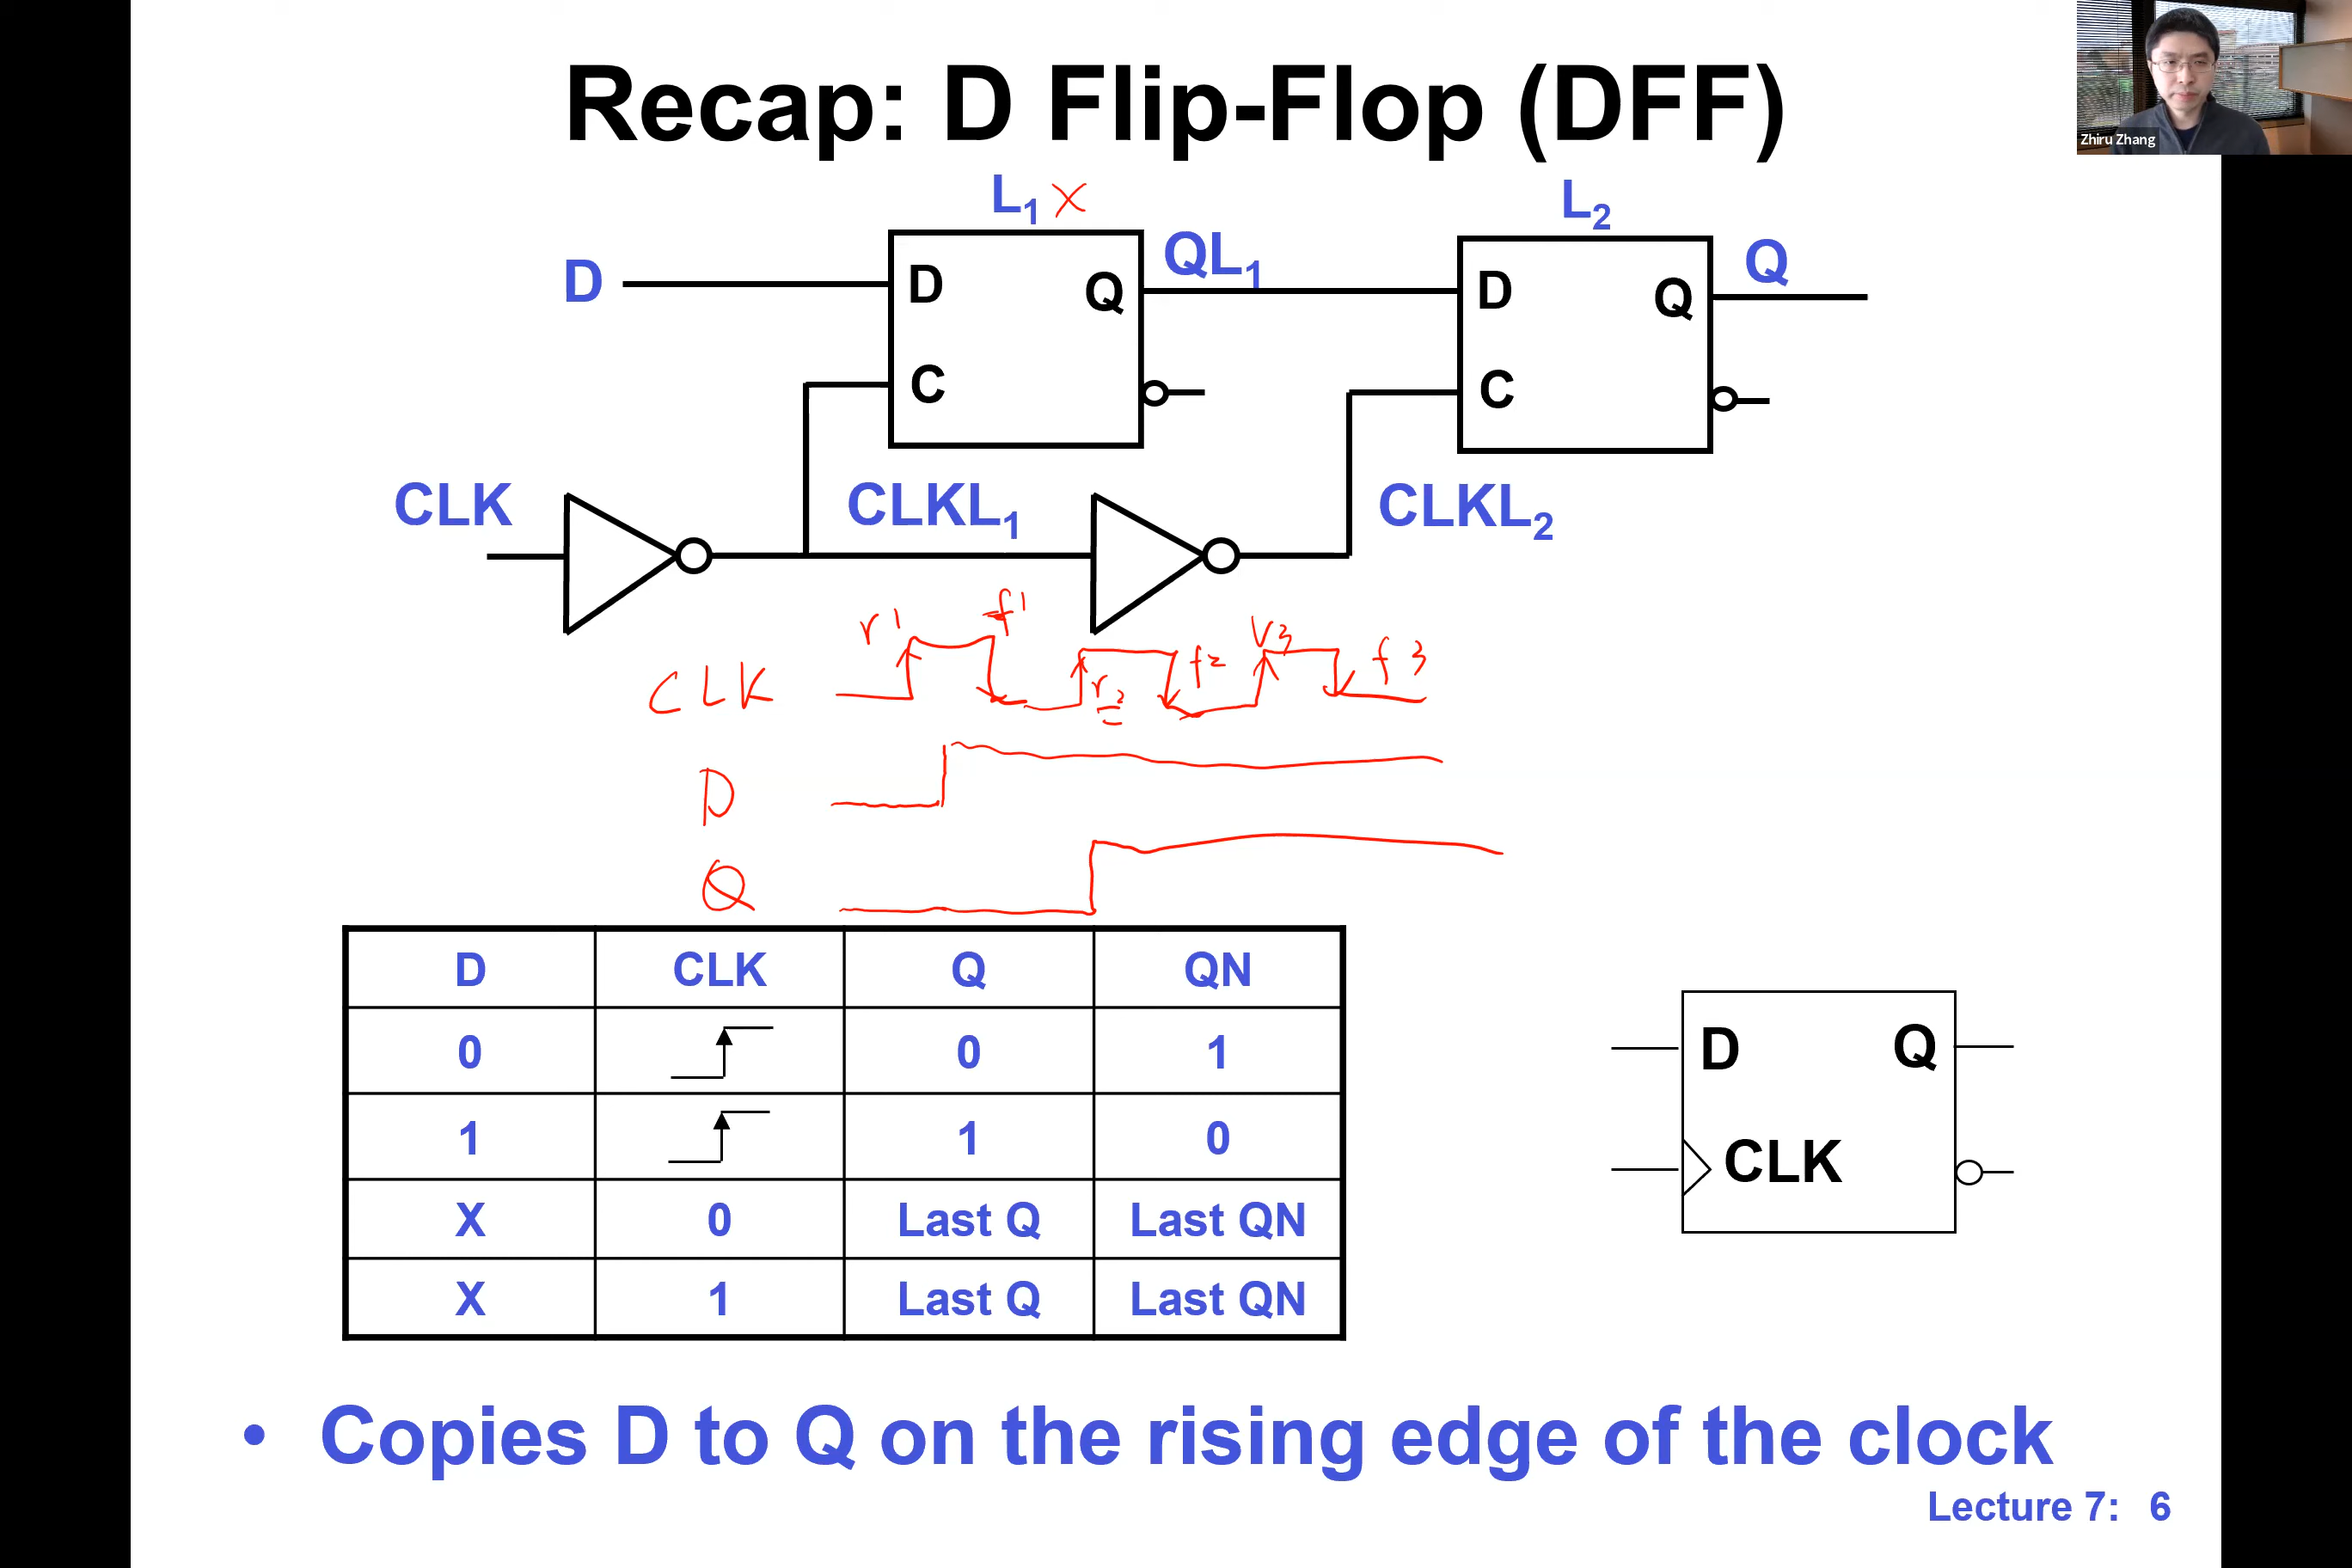 Recap: D Flip-Flop (DFF)
Zhiru Zhang
L1 X
L2
D
D
Q
QL1
D
Q
Q
C
C
CLK
CLKL1
CLKL2
r1
f1
r2
f2
r3
f3
CLK
D
Q
D CLK Q QN
0 0 1
1 1 0
X 0 Last Q Last QN
X 1 Last Q Last QN
D Q
CLK
• Copies D to Q on the rising edge of the clock
Lecture 7: 6